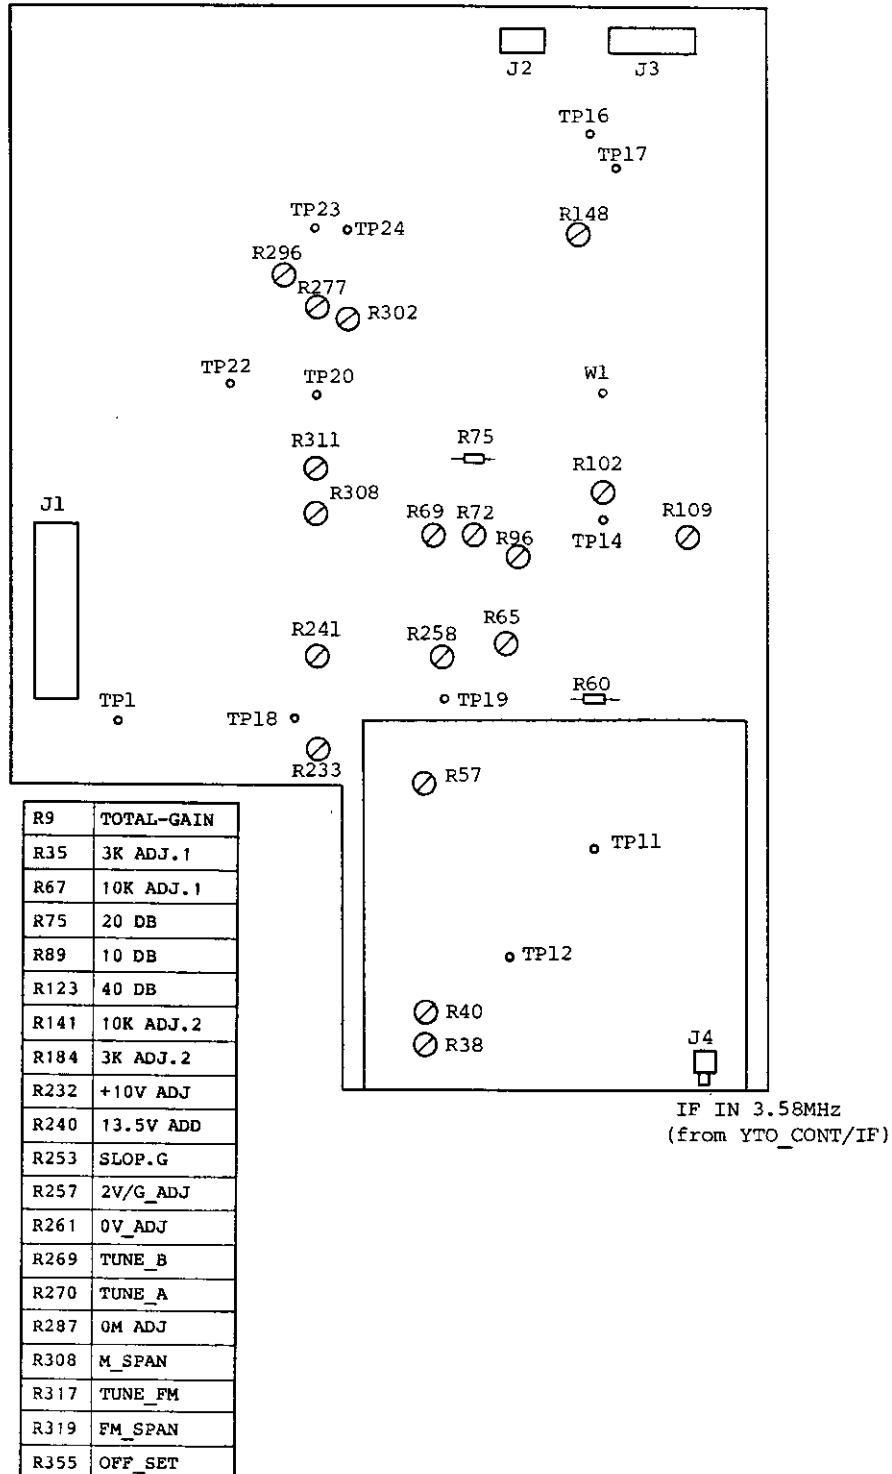 J2 J3
TP16
TP17
TP23
TP24
R148
R296
R277
R302
TP22
TP20
W1
R75
R311
R102
R308
J1
R69 R72
R109
R96
TP14
R65
R241
R258
R60
TP1
TP19
TP18
R233
R57
TP11
TP12
R40
J4
R38
IF IN 3.58MHz
(from YTO_CONT/IF)
R9 TOTAL-GAIN
R35 3K ADJ.1
R67 10K ADJ.1
R75 20 DB
R89 10 DB
R123 40 DB
R141 10K ADJ.2
R184 3K ADJ.2
R232 +10V ADJ
R240 13.5V ADD
R253 SLOP.G
R257 2V/G_ADJ
R261 0V_ADJ
R269 TUNE_B
R270 TUNE_A
R287 0M ADJ
R308 M_SPAN
R317 TUNE_FM
R319 FM_SPAN
R355 OFF_SET